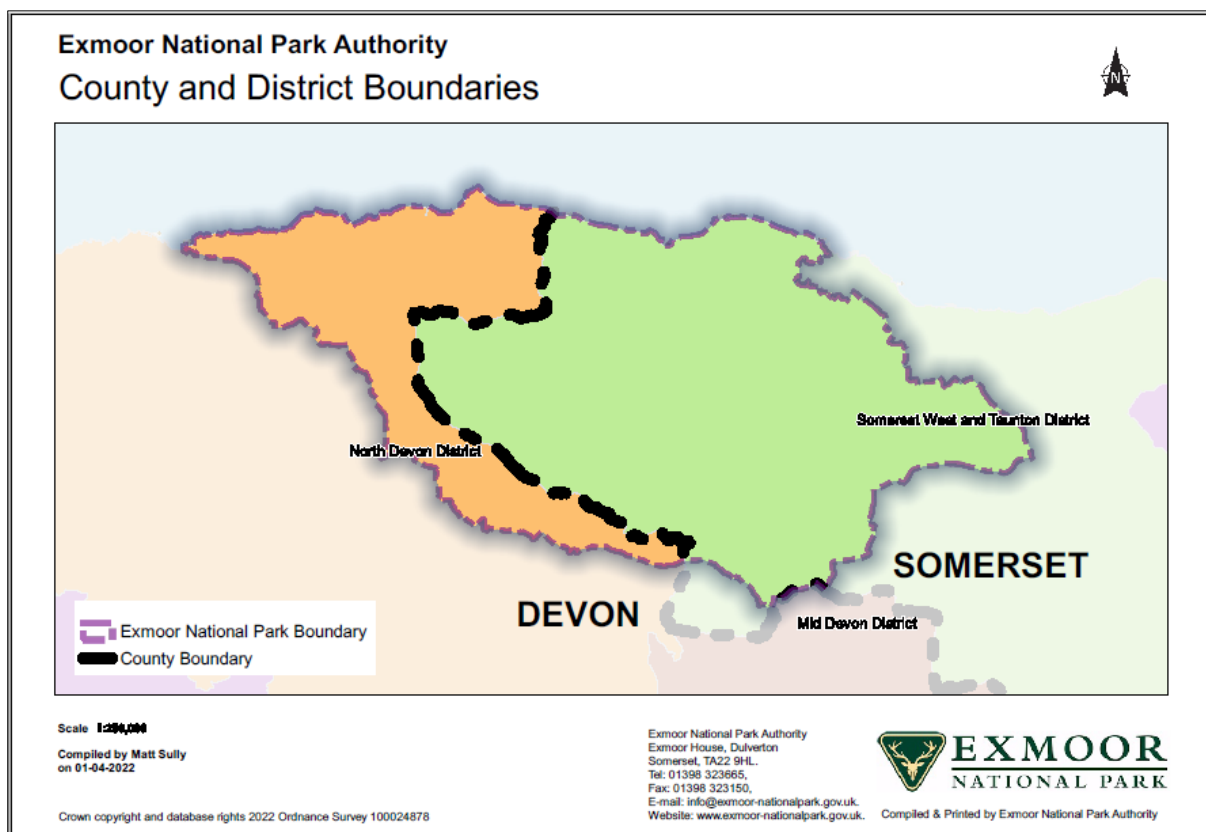 Exmoor National Park Authority
County and District Boundaries
N
Somerset West and Taunton District
North Devon District
SOMERSET
DEVON
Mid Devon District
Exmoor National Park Boundary
County Boundary
Scale
Compiled by Matt Sully
on 01-04-2022
Crown copyright and database rights 2022 Ordnance Survey 100024878
Exmoor National Park Authority
Exmoor House, Dulverton
Somerset, TA22 9HL.
Tel: 01398 323665,
Fax: 01398 323150,
E-mail: info@exmoor-nationalpark.gov.uk.
Website: www.exmoor-nationalpark.gov.uk.
EXMOOR
NATIONAL PARK
Compiled & Printed by Exmoor National Park Authority